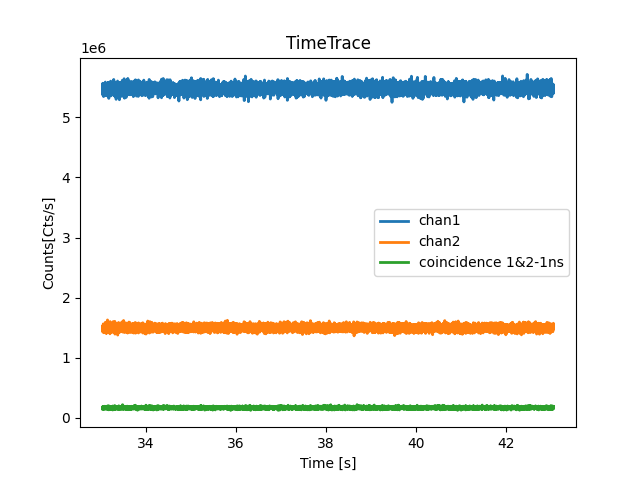 TimeTrace
1e6
5
4
3
2
1
0
Counts[Cts/s]
chan1
chan2
coincidence 1&2-1ns
34 36 38 40 42
Time [s]